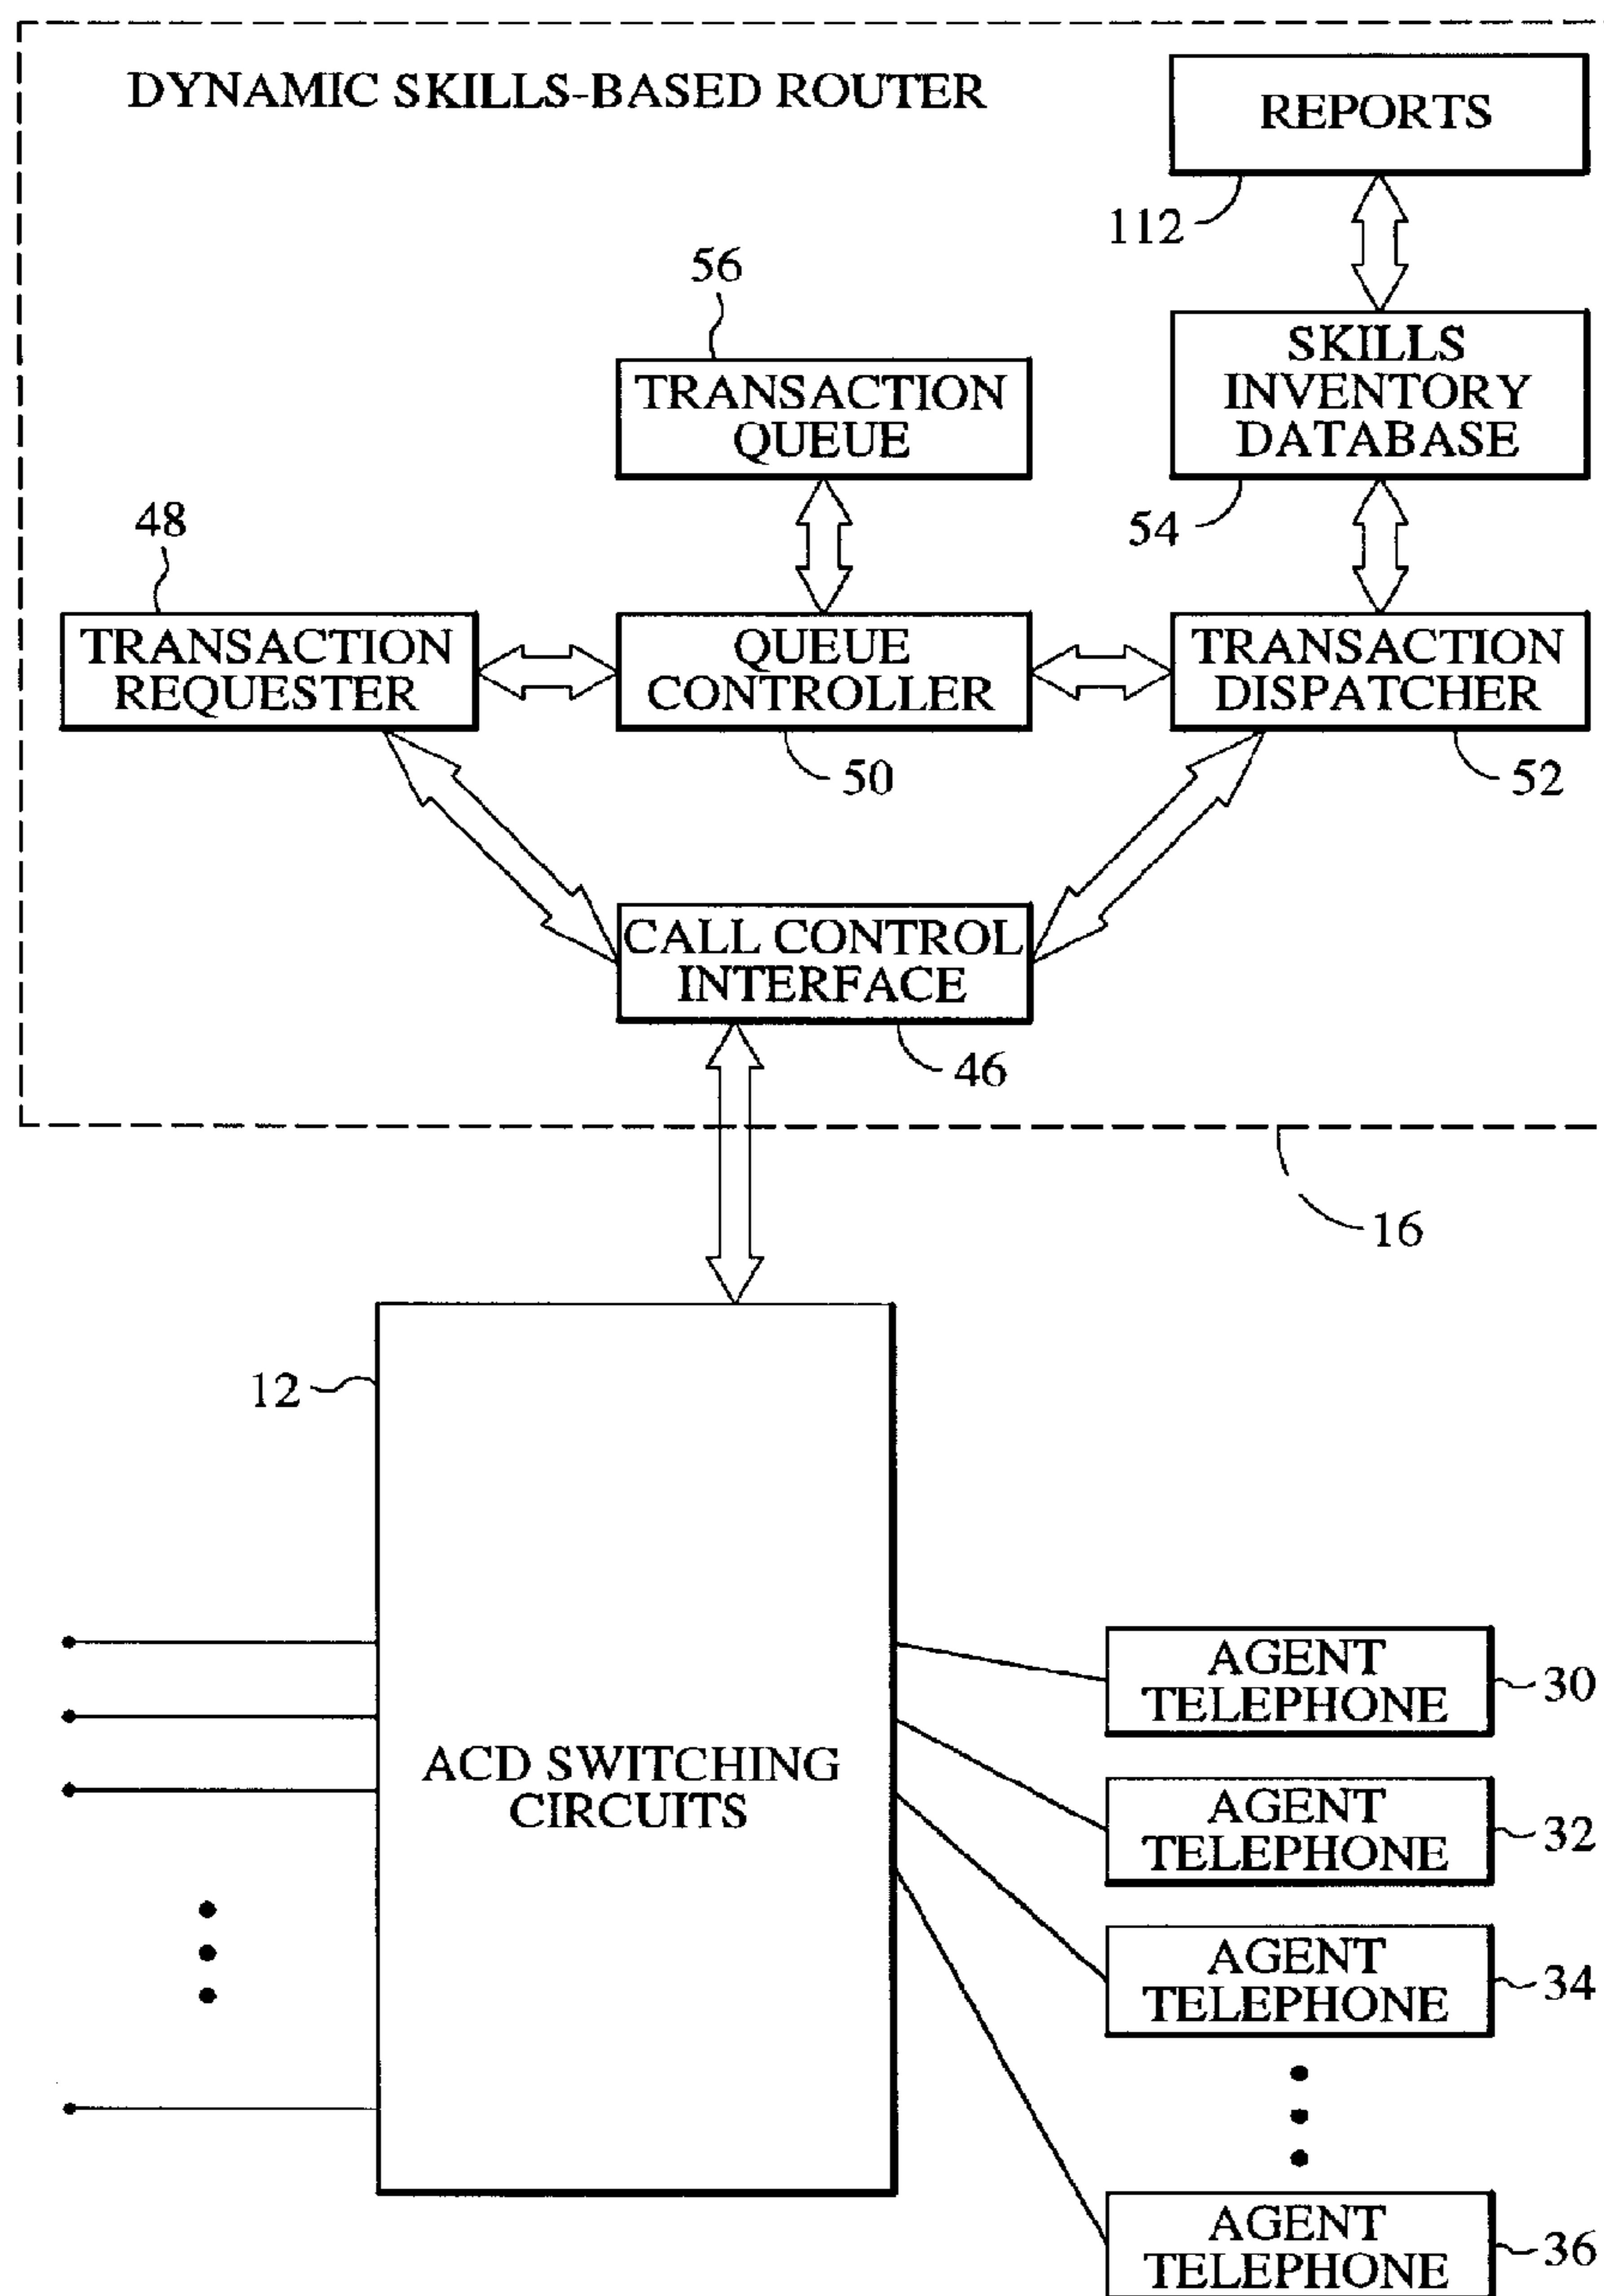 DYNAMIC SKILLS-BASED ROUTER
REPORTS
112
56
TRANSACTION
QUEUE
SKILLS
INVENTORY
DATABASE
54
48
TRANSACTION
REQUESTER
QUEUE
CONTROLLER
50
TRANSACTION
DISPATCHER
52
CALL CONTROL
INTERFACE
46
16
12
ACD SWITCHING
CIRCUITS
AGENT
TELEPHONE
30
AGENT
TELEPHONE
32
AGENT
TELEPHONE
34
AGENT
TELEPHONE
36